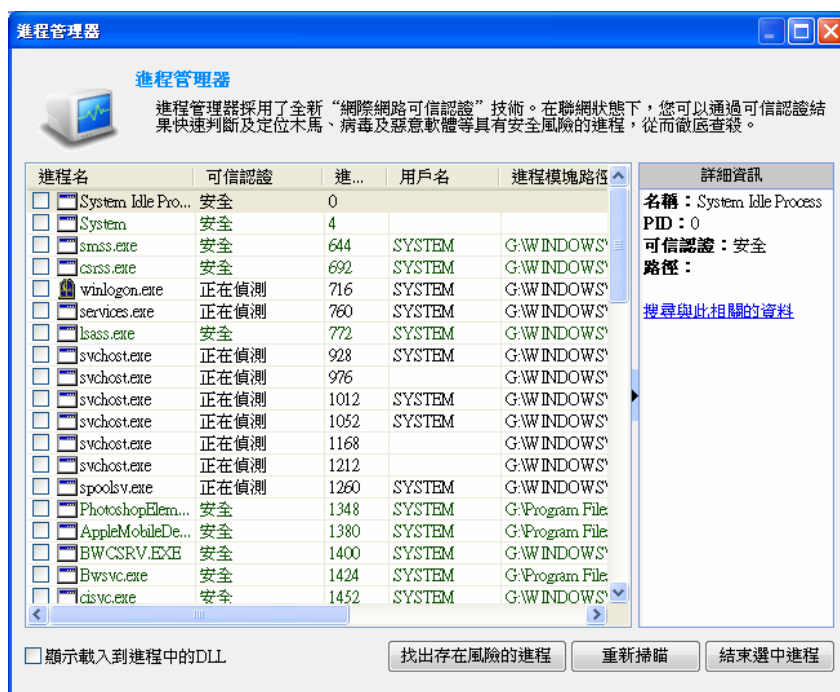 進程管理器
進程管理器
進程管理器採用了全新“網際網路可信認證”技術。在聯網狀態下，您可以通過可信認證結
果快速判斷及定位木馬、病毒及惡意軟體等具有安全風險的進程，從而徹底查殺。
進程名 可信認證 進... 用戶名 進程模塊路徑
System Idle Pro... 安全 0
System 安全 4
smss.exe 安全 644 SYSTEM G:\WINDOWS\
csrss.exe 安全 692 SYSTEM G:\WINDOWS\
winlogon.exe 正在偵測 716 SYSTEM G:\WINDOWS\
services.exe 正在偵測 760 SYSTEM G:\WINDOWS\
lsass.exe 安全 772 SYSTEM G:\WINDOWS\
svchost.exe 正在偵測 928 SYSTEM G:\WINDOWS\
svchost.exe 正在偵測 976 G:\WINDOWS\
svchost.exe 正在偵測 1012 SYSTEM G:\WINDOWS\
svchost.exe 正在偵測 1052 SYSTEM G:\WINDOWS\
svchost.exe 正在偵測 1168 G:\WINDOWS\
svchost.exe 正在偵測 1212 G:\WINDOWS\
spoolsv.exe 正在偵測 1260 SYSTEM G:\WINDOWS\
PhotoshopElem... 安全 1348 SYSTEM G:\Program Files
AppleMobileDe... 安全 1380 SYSTEM G:\Program Files
BWCSRV.EXE 安全 1400 SYSTEM G:\WINDOWS\
Bwsvc.exe 安全 1424 SYSTEM G:\Program Files
cisvc.exe 安全 1452 SYSTEM G:\WINDOWS\
詳細資訊
名稱：System Idle Process
PID：0
可信認證：安全
路徑：
搜尋與此相關的資料
顯示載入到進程中的DLL
找出存在風險的進程
重新掃瞄
結束選中進程